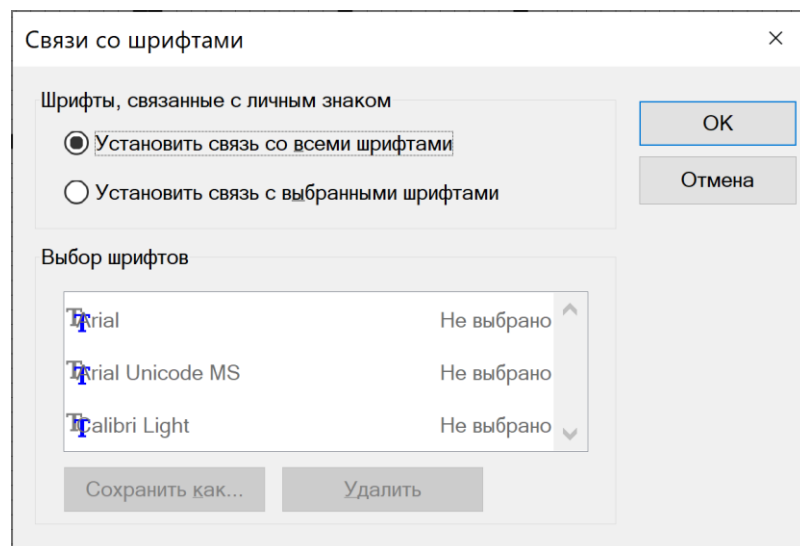 Связи со шрифтами
Шрифты, связанные с личным знаком
Установить связь со всеми шрифтами
Установить связь с выбранными шрифтами
OK
Отмена
Выбор шрифтов
Arial Не выбрано
Arial Unicode MS Не выбрано
Calibri Light Не выбрано
Сохранить как... Удалить